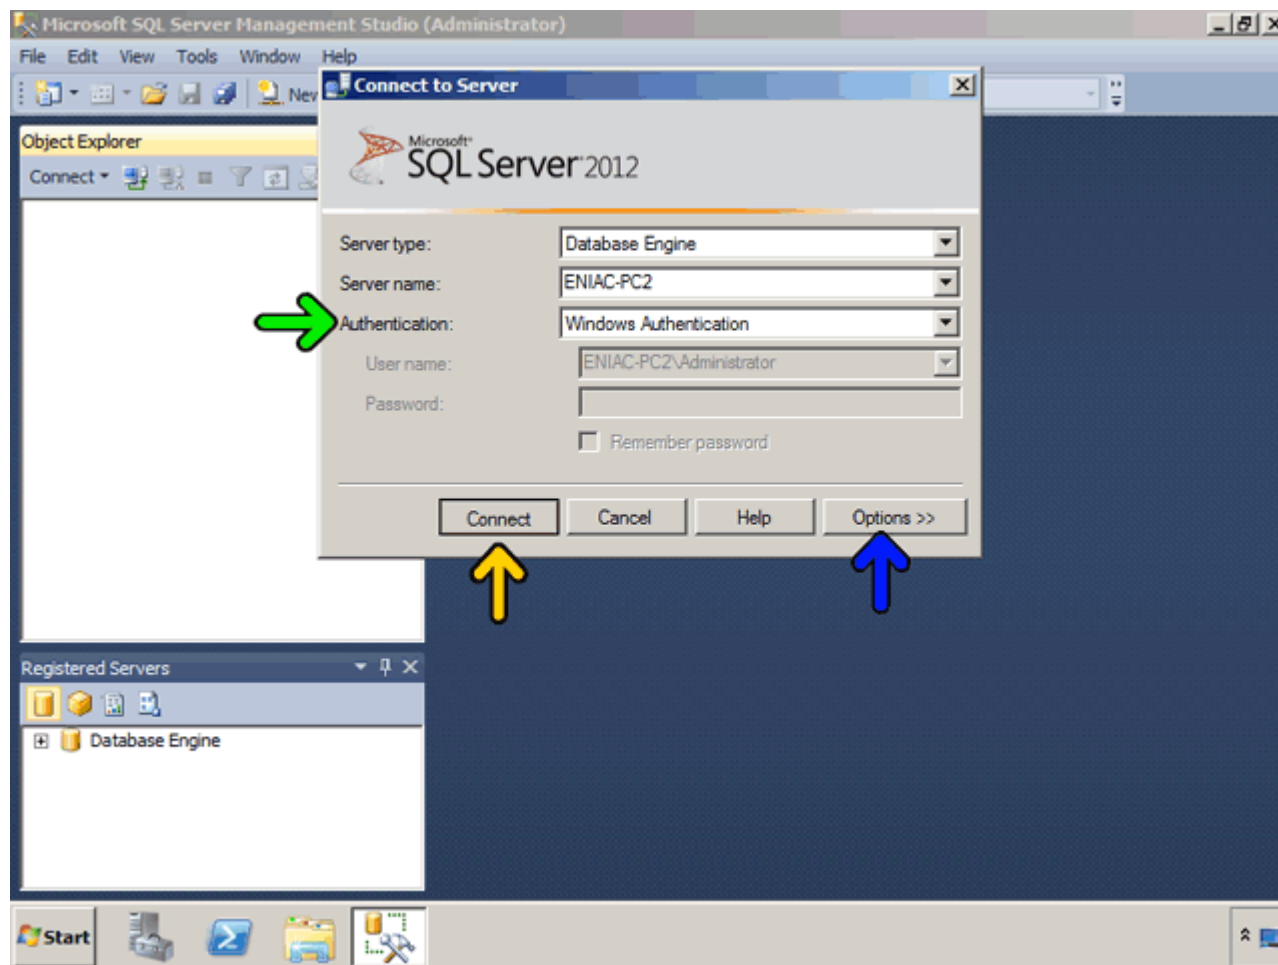 Microsoft SQL Server Management Studio (Administrator)
File Edit View Tools Window Help
Connect to Server
Object Explorer
Connect
Microsoft
SQL Server 2012
Server type: Database Engine
Server name: ENIAC-PC2
Authentication: Windows Authentication
User name: ENIAC-PC2\Administrator
Password:
Remember password
Connect Cancel Help Options >>
Registered Servers
Database Engine
Start